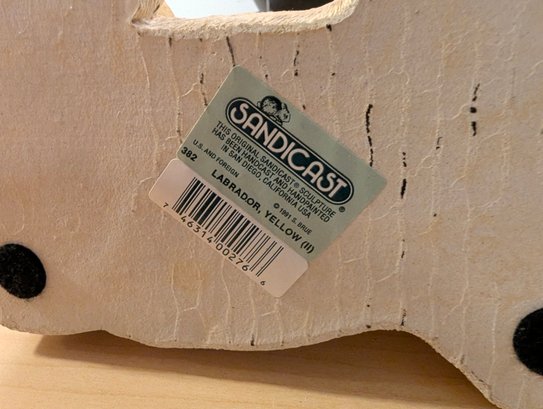 SANDICAST®
THIS ORIGINAL SANDICAST® SCULPTURE
HAS BEEN HANDCAST AND HANDPAINTED
IN SAN DIEGO, CALIFORNIA USA
382
U.S. AND FOREIGN © 1991 S. BRUE
LABRADOR, YELLOW (II)
7 46314 00276 6